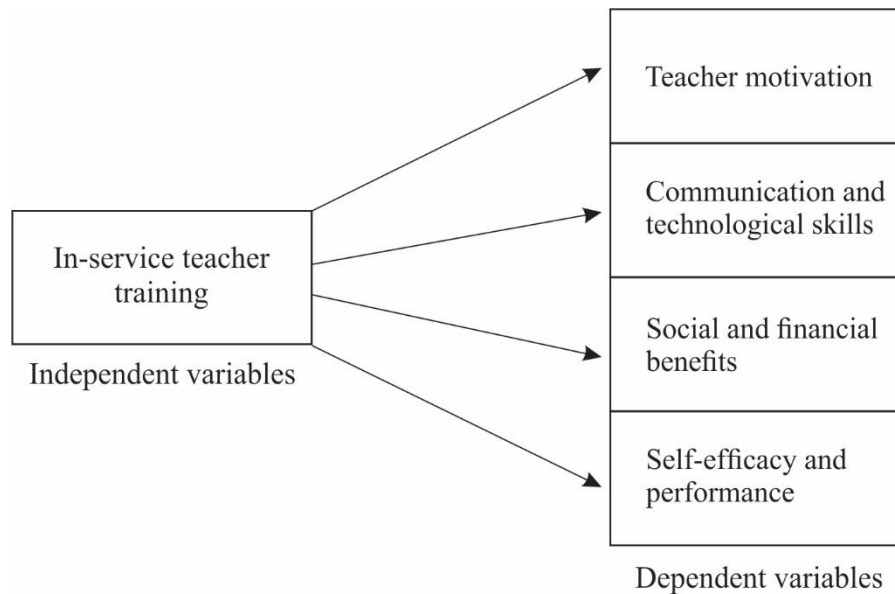 In-service teacher
training
Independent variables
Teacher motivation
Communication and
technological skills
Social and financial
benefits
Self-efficacy and
performance
Dependent variables